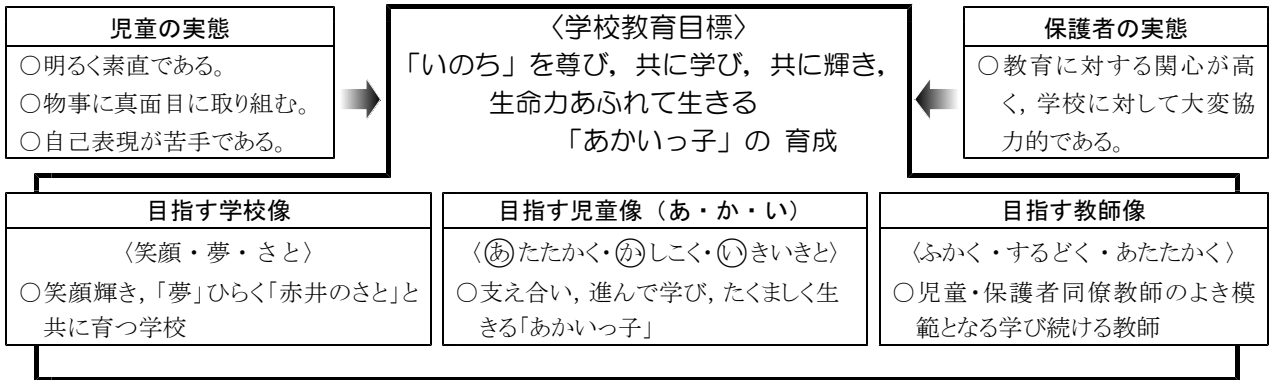 児童の実態
○明るく素直である。
○物事に真面目に取り組む。
○自己表現が苦手である。
〈学校教育目標〉
「いのち」を尊び，共に学び，共に輝き，
生命力あふれて生きる
「あかいっ子」の 育成
保護者の実態
○教育に対する関心が高
く，学校に対して大変協
力的である。
目指す学校像
〈笑顔・夢・さと〉
○笑顔輝き，「夢」ひらく「赤井のさと」と
共に育つ学校
目指す児童像（あ・か・い）
〈あたたかく・かしこく・いきいきと〉
○支え合い，進んで学び，たくましく生
きる「あかいっ子」
目指す教師像
〈ふかく・するどく・あたたかく〉
○児童・保護者同僚教師のよき模
範となる学び続ける教師